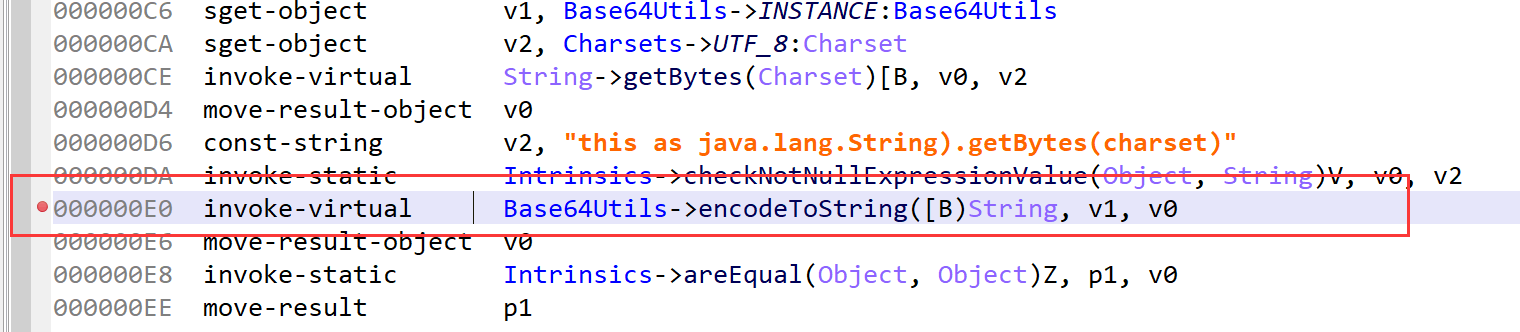 000000C6 sget-object v1, Base64Utils->INSTANCE:Base64Utils
000000CA sget-object v2, Charsets->UTF_8:Charset
000000CE invoke-virtual String->getBytes(Charset)[B, v0, v2
000000D4 move-result-object v0
000000D6 const-string v2, "this as java.lang.String).getBytes(charset)"
000000DA invoke-static Intrinsics->checkNotNullExpressionValue(Object, String)V, v0, v2
000000E0 invoke-virtual Base64Utils->encodeToString([B)String, v1, v0
000000E6 move-result-object v0
000000E8 invoke-static Intrinsics->areEqual(Object, Object)Z, p1, v0
000000EE move-result p1